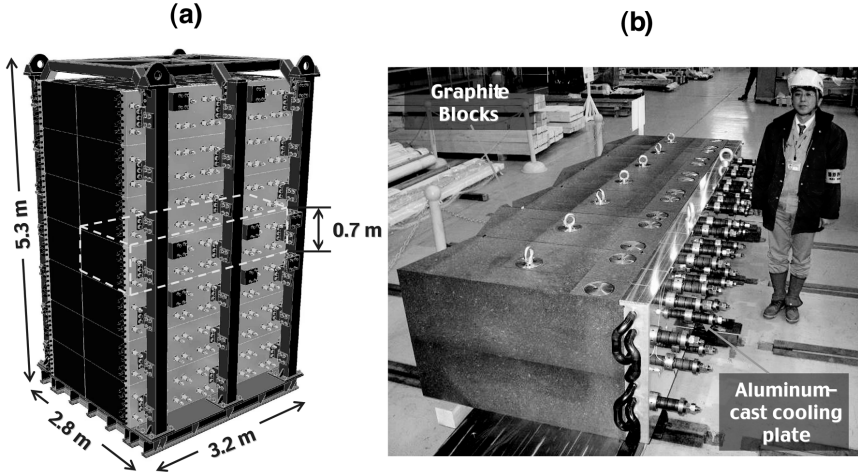 (a)
5.3 m
0.7 m
2.8 m
3.2 m
(b)
Graphite
Blocks
Aluminum-
cast cooling
plate